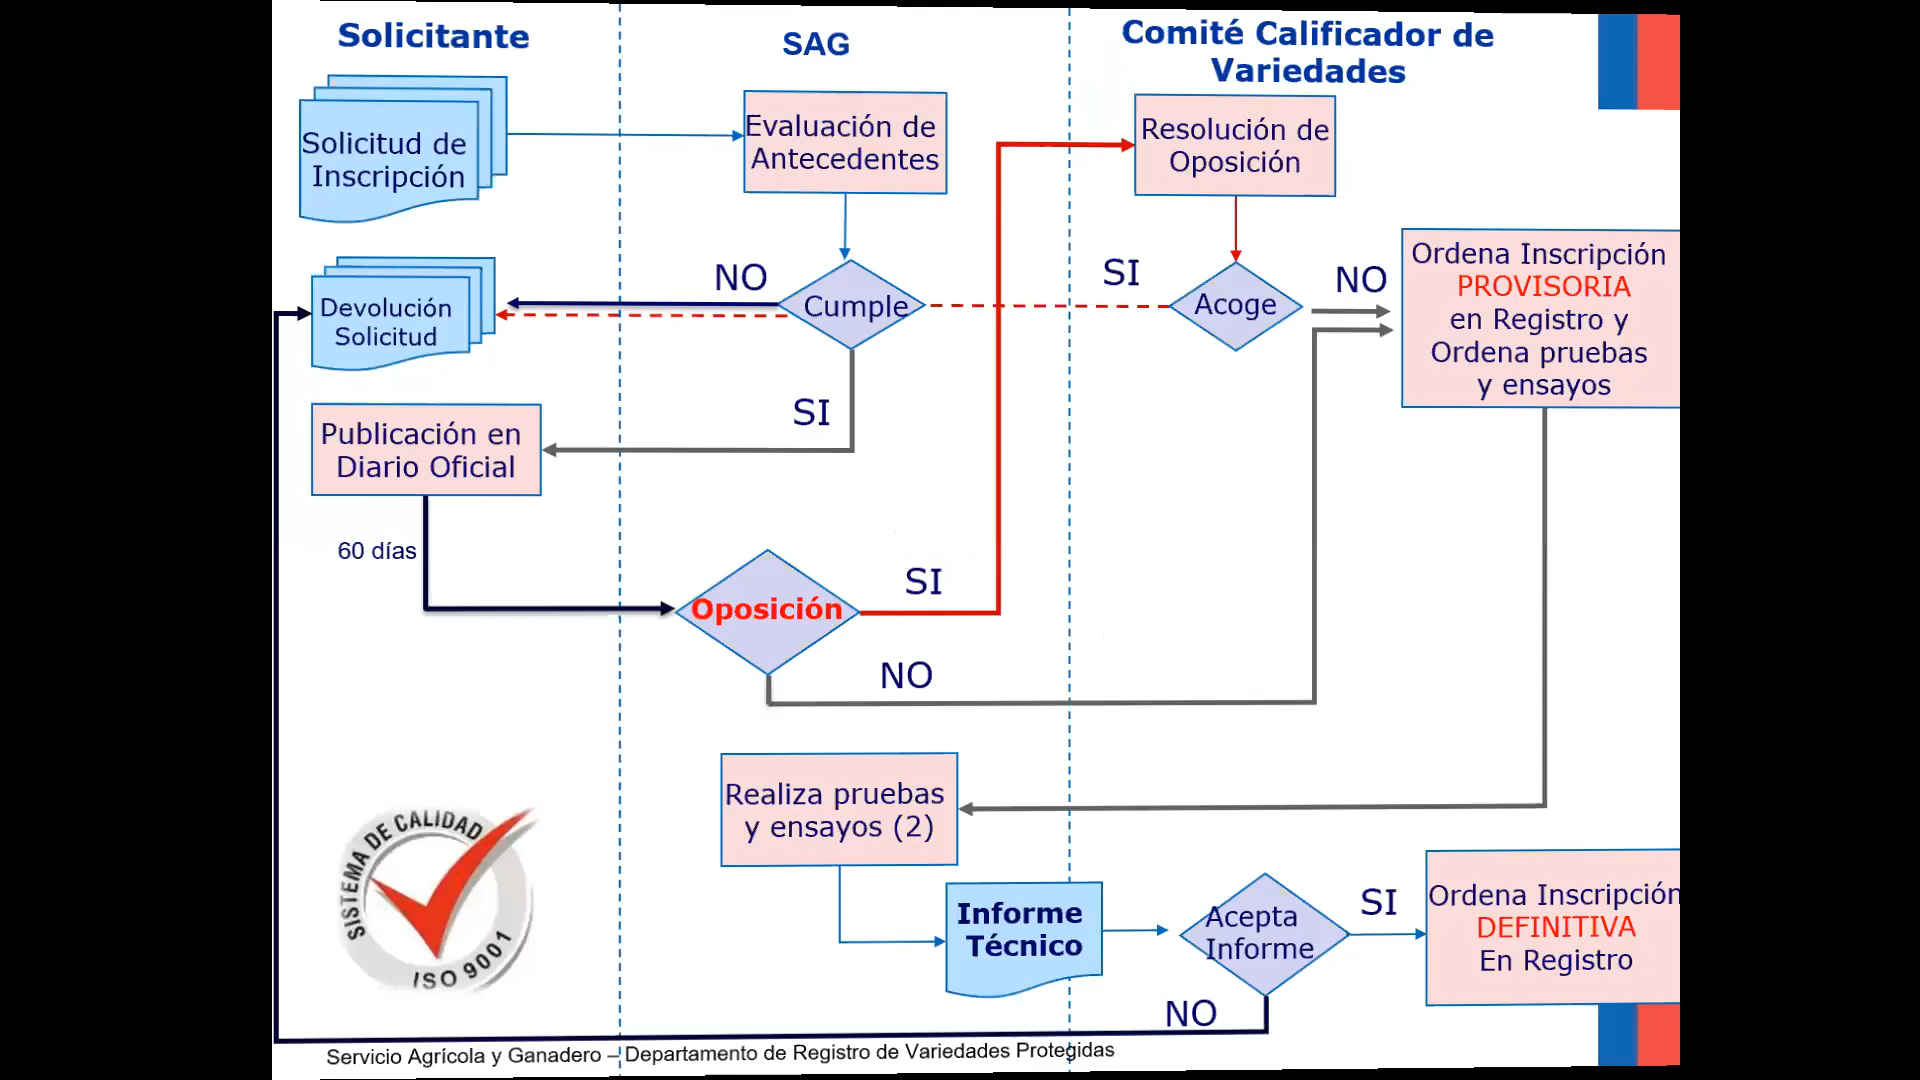 Solicitante
SAG
Comité Calificador de
Variedades
Solicitud de
Inscripción
Evaluación de
Antecedentes
Resolución de
Oposición
Devolución
Solicitud
NO
Cumple
SI
Acoge
NO
Ordena Inscripción
PROVISORIA
en Registro y
Ordena pruebas
y ensayos
SI
Publicación en
Diario Oficial
60 días
Oposición
SI
NO
Realiza pruebas
y ensayos (2)
Informe
Técnico
Acepta
Informe
SI
Ordena Inscripción
DEFINITIVA
En Registro
NO
SISTEMA DE CALIDAD
ISO 9001
Servicio Agrícola y Ganadero – Departamento de Registro de Variedades Protegidas